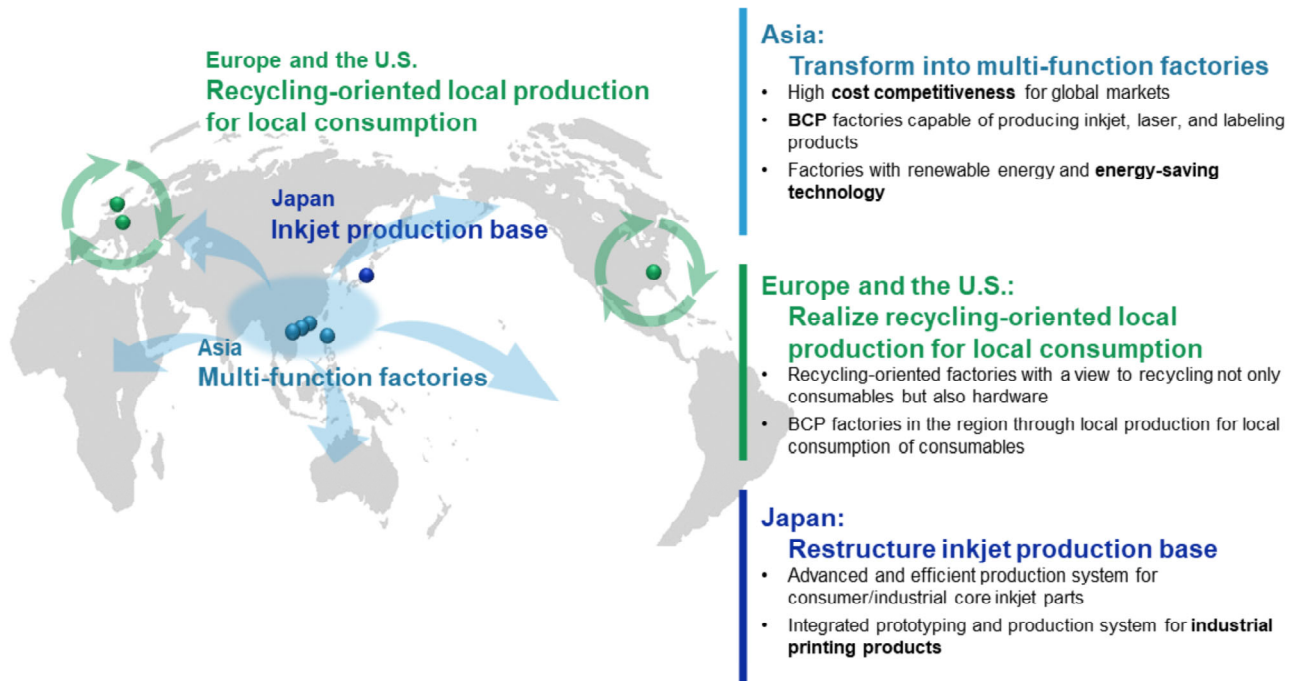 Europe and the U.S.
Recycling-oriented local production
for local consumption
Japan
Inkjet production base
Asia
Multi-function factories
Asia:
Transform into multi-function factories
• High cost competitiveness for global markets
• BCP factories capable of producing inkjet, laser, and labeling
products
• Factories with renewable energy and energy-saving
technology
Europe and the U.S.:
Realize recycling-oriented local
production for local consumption
• Recycling-oriented factories with a view to recycling not only
consumables but also hardware
• BCP factories in the region through local production for local
consumption of consumables
Japan:
Restructure inkjet production base
• Advanced and efficient production system for
consumer/industrial core inkjet parts
• Integrated prototyping and production system for industrial
printing products